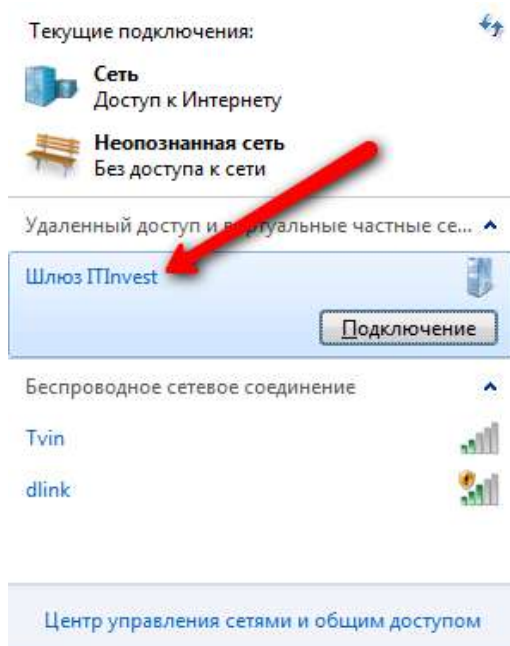 Текущие подключения:
Сеть
Доступ к Интернету
Неопознанная сеть
Без доступа к сети
Удаленный доступ и виртуальные частные се...
Шлюз ITInvest
Подключение
Беспроводное сетевое соединение
Tvin
dlink
Центр управления сетями и общим доступом